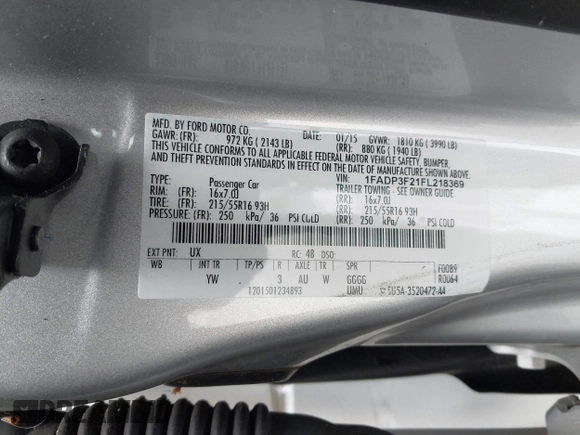 MFD. BY FORD MOTOR CO.
DATE: 01/15 GVWR: 1810 KG (3990 LB)
GAWR: (FR): 972 KG (2143 LB) (RR): 880 KG (1940 LB)
THIS VEHICLE CONFORMS TO ALL APPLICABLE FEDERAL MOTOR VEHICLE SAFETY, BUMPER,
AND THEFT PREVENTION STANDARDS IN EFFECT ON THE DATE OF MANUFACTURE SHOWN ABOVE.
VIN: 1FADP3F21FL218369
TYPE: Passenger Car TRAILER TOWING - SEE OWNER GUIDE
RIM: (FR): 16x7.0J (RR): 16x7.0J
TIRE: (FR): 215/55R16 93H (RR): 215/55R16 93H
PRESSURE: (FR): 250 kPa/ 36 PSI COLD (RR): 250 kPa/ 36 PSI COLD
EXT PNT: UX RC: 48 DSO:
WB INT TR TP/PS R AXLE TR SPR F0089
YW 3 AU W GGGG R0064
1201501234893 UMU